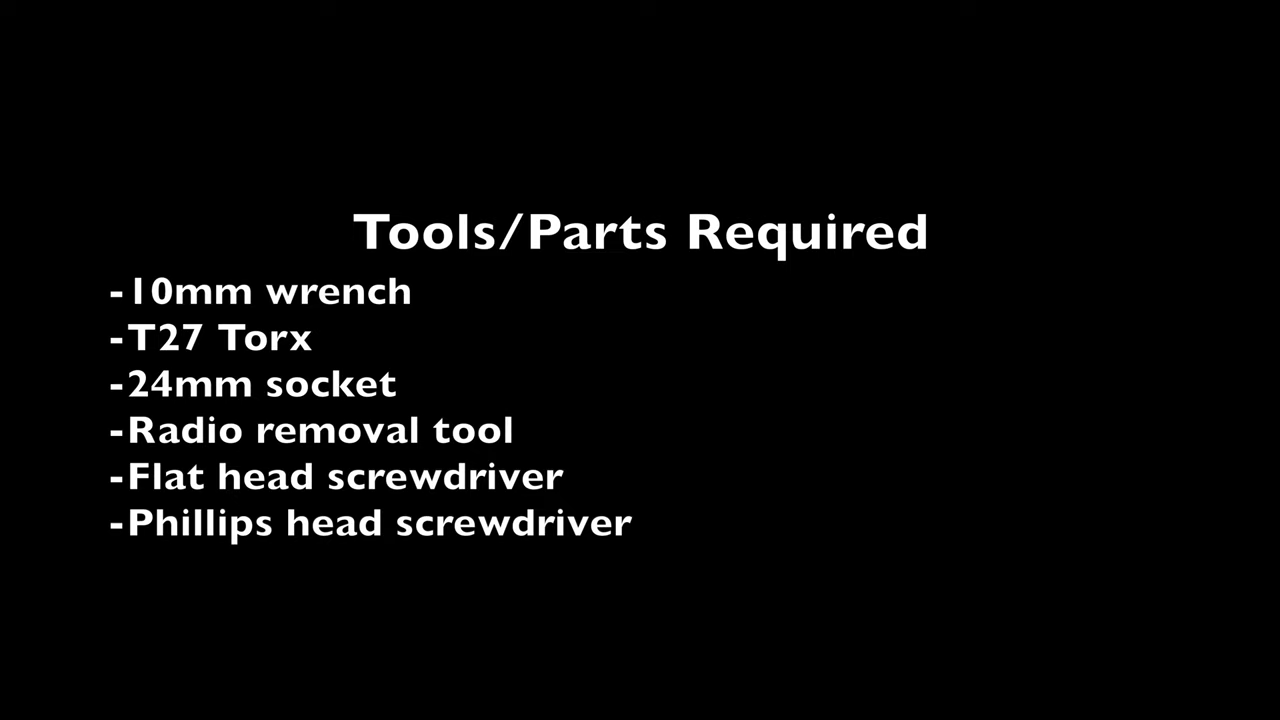 Tools/Parts Required
-10mm wrench
-T27 Torx
-24mm socket
-Radio removal tool
-Flat head screwdriver
-Phillips head screwdriver